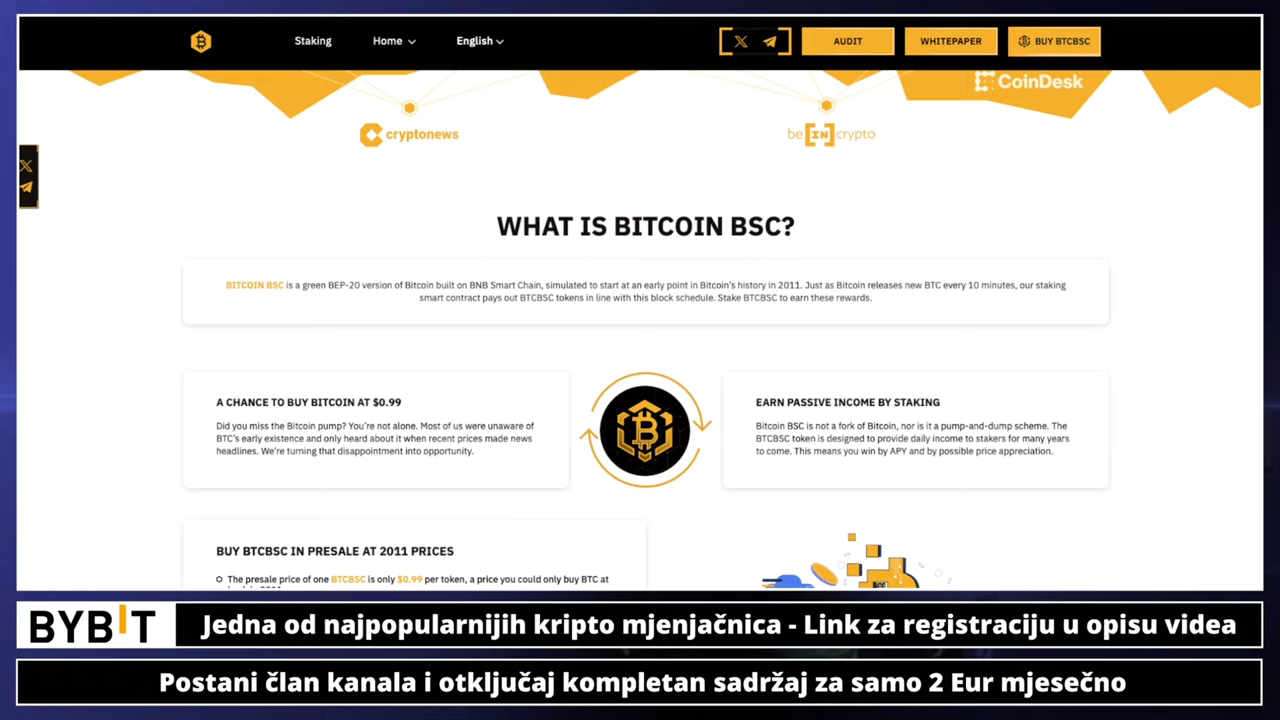 Staking
Home
English
AUDIT
WHITEPAPER
BUY BTCBSC
CoinDesk
cryptonews
be[IN]crypto
WHAT IS BITCOIN BSC?
BITCOIN BSC is a green BEP-20 version of Bitcoin built on BNB Smart Chain, simulated to start at an early point in Bitcoin's history in 2011. Just as Bitcoin releases new BTC every 10 minutes, our staking
smart contract pays out BTCBSC tokens in line with this block schedule. Stake BTCBSC to earn these rewards.
A CHANCE TO BUY BITCOIN AT $0.99
Did you miss the Bitcoin pump? You're not alone. Most of us were unaware of
BTC's early existence and only heard about it when recent prices made news
headlines. We're turning that disappointment into opportunity.
EARN PASSIVE INCOME BY STAKING
Bitcoin BSC is not a fork of Bitcoin, nor is it a pump-and-dump scheme. The
BTCBSC token is designed to provide daily income to stakers for many years
to come. This means you win by APY and by possible price appreciation.
BUY BTCBSC IN PRESALE AT 2011 PRICES
The presale price of one BTCBSC is only $0.99 per token, a price you could only buy BTC at
BYBIT
Jedna od najpopularnijih kripto mjenjačnica - Link za registraciju u opisu videa
Postani član kanala i otključaj kompletan sadržaj za samo 2 Eur mjesečno